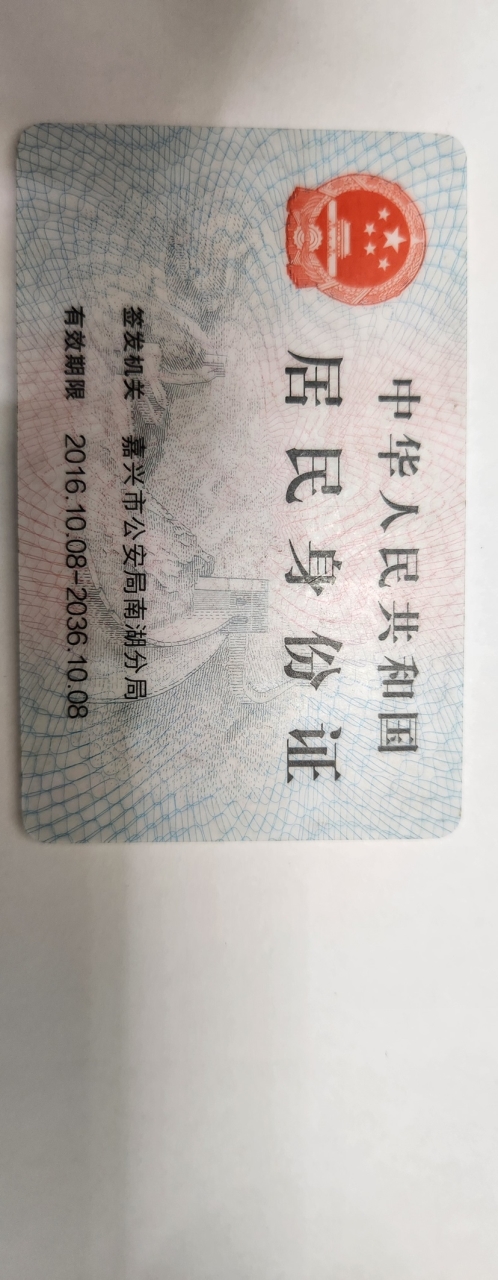 中华人民共和国
居民身份证
签发机关 嘉兴市公安局南湖分局
有效期限 2016.10.08-2036.10.08